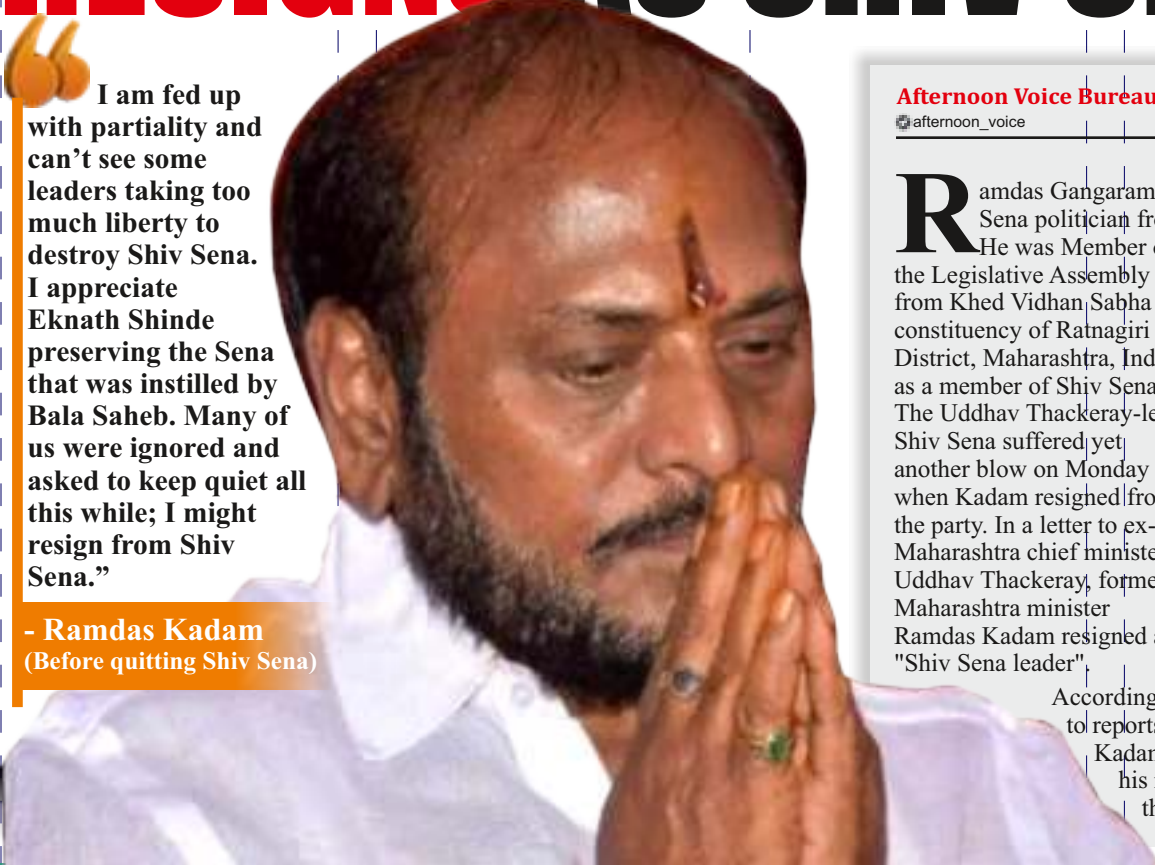 I am fed up
with partiality and
can’t see some
leaders taking too
much liberty to
destroy Shiv Sena.
I appreciate
Eknath Shinde
preserving the Sena
that was instilled by
Bala Saheb. Many of
us were ignored and
asked to keep quiet all
this while; I might
resign from Shiv
Sena.”
- Ramdas Kadam
(Before quitting Shiv Sena)
Afternoon Voice Bureau
afternoon_voice
Ramdas Gangaram
Sena politician
He was Member
the Legislative Assembly
from Khed Vidhan Sabha
constituency of Ratnagiri
District, Maharashtra,
as a member of Shiv Sena
The Uddhav
Shiv Sena suffered yet
another blow on Monday
when Kadam resigned
the party. In a letter to ex-
Maharashtra chief
Uddhav Thackeray,
Maharashtra minister
Ramdas Kadam resigned
"Shiv Sena leader".
According
to reports
his